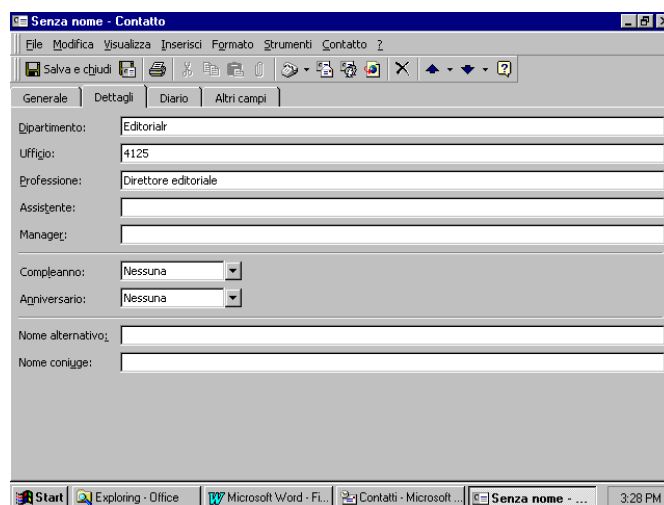 Senza nome - Contatto
File Modifica Visualizza Inserisci Formato Strumenti Contatto ?
Salva e chiudi
Generale Dettagli Diario Altri campi
Dipartimento: Editorialr
Ufficio: 4125
Professione: Direttore editoriale
Assistente:
Manager:
Compleanno: Nessuna
Anniversario: Nessuna
Nome alternativo:
Nome coniuge:
Start Exploring - Office Microsoft Word - Fi... Contatti - Microsoft ... Senza nome - ... 3:28 PM